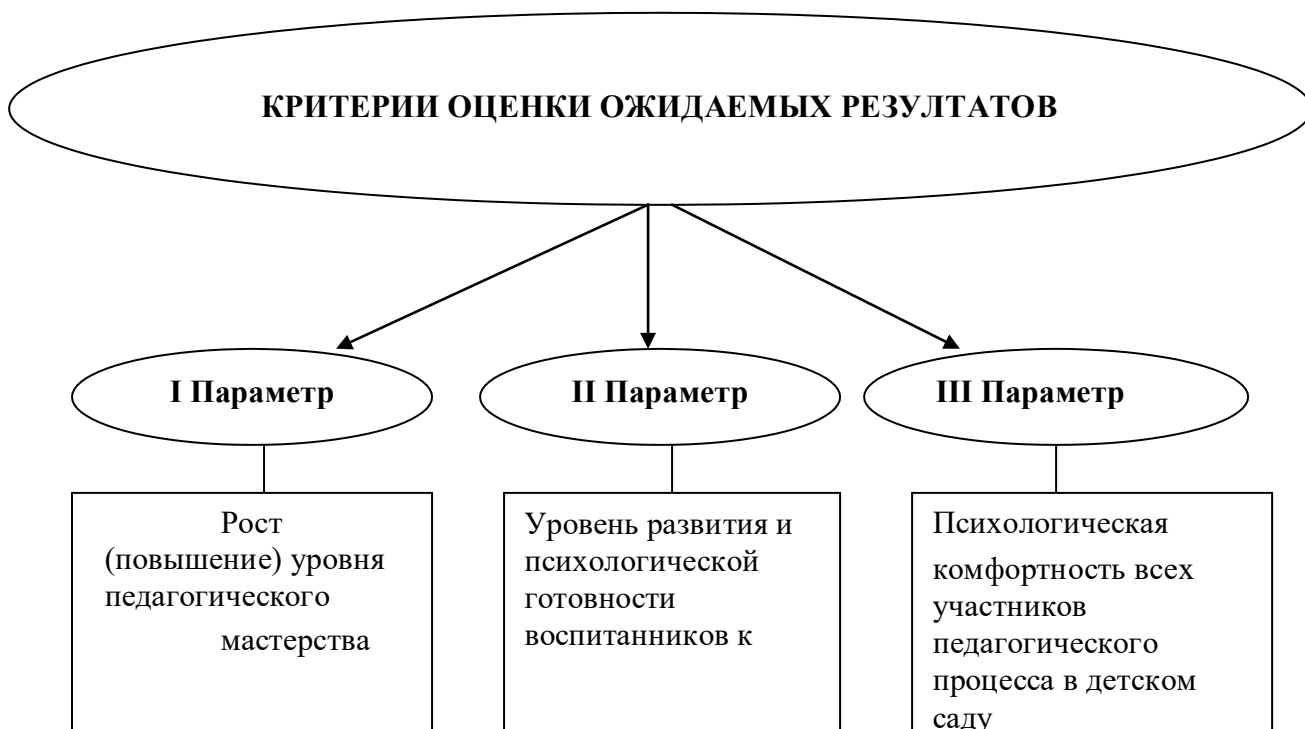 КРИТЕРИИ ОЦЕНКИ ОЖИДАЕМЫХ РЕЗУЛТАТОВ
I Параметр
II Параметр
III Параметр
Рост
(повышение) уровня
педагогического
мастерства
Уровень развития и
психологической
готовности
воспитанников к
Психологическая
комфортность всех
участников
педагогического
процесса в детском
саду